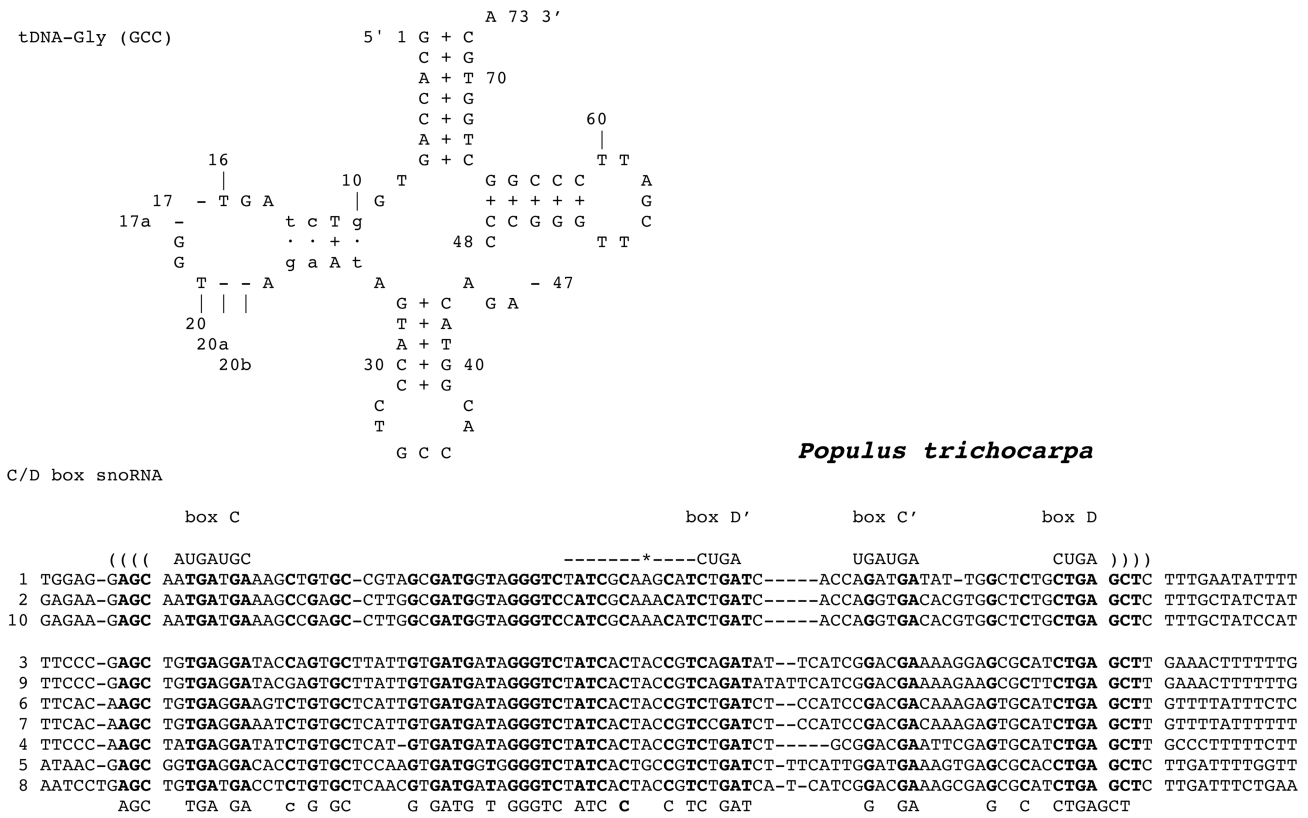 A 73 3’
tDNA-Gly (GCC) 5' 1 G + C
C + G
A + T 70
C + G
C + G 60
A + T |
16 G + C T T
| 10 T G G C C C A
17 - T G A | G + + + + + G
17a - t c T g C C G G G C
G · · + · 48 C T T
G g a A t
T - - A A A - 47
| | | G + C G A
20 T + A
20a A + T
20b 30 C + G 40
C + G
C C
T A
G C C
Populus trichocarpa
C/D box snoRNA
box C box D’ box C’ box D
(((( AUGAUGC -------*----CUGA UGAUGA CUGA ))))
1 TGGAG-GAGC AATGATGAAAGCTGTGC-CGTAGCGATGGTAGGGTCTATCGCAAGCATCTGATC-----ACCAGATGATAT-TGGCTCTGCTGA GCTC TTTGAATATTTT
2 GAGAA-GAGC AATGATGAAAGCCGAGC-CTTGGCGATGGTAGGGTCCATCGCAAACATCTGATC-----ACCAGGTGACACGTGGCTCTGCTGA GCTC TTTGCTATCTAT
10 GAGAA-GAGC AATGATGAAAGCCGAGC-CTTGGCGATGGTAGGGTCCATCGCAAACATCTGATC-----ACCAGGTGACACGTGGCTCTGCTGA GCTC TTTGCTATCCAT
3 TTCCC-GAGC TGTGAGGATACCAGTGCTTATTGTGATGATAGGGTCTATCACTACCGTCAGATAT--TCATCGGACGAAAAGGAGCGCATCTGA GCTT GAAACTTTTTTG
9 TTCCC-GAGC TGTGAGGATACGAGTGCTTATTGTGATGATAGGGTCTATCACTACCGTCAGATATATTCATCGGACGAAAAGAAGCGCTTCTGA GCTT GAAACTTTTTTG
6 TTCAC-AAGC TGTGAGGAAGTCTGTGCTCATTGTGATGATAGGGTCTATCACTACCGTCTGATCT--CCATCCGACGACAAAGAGTGCATCTGA GCTT GTTTTATTTCTC
7 TTCAC-AAGC TGTGAGGAAATCTGTGCTCATTGTGATGATAGGGTCTATCACTACCGTCCGATCT--CCATCCGACGACAAAGAGTGCATCTGA GCTT GTTTTATTTTTT
4 TTCCC-AAGC TATGAGGATATCTGTGCTCAT-GTGATGATAGGGTCTATCACTACCGTCTGATCT-----GCGGACGAATTCGAGTGCATCTGA GCTT GCCCTTTTTCTT
5 ATAAC-GAGC GGTGAGGACACCTGTGCTCCAAGTGATGGTGGGGTCTATCACTGCCGTCTGATCT-TTCATTGGATGAAAGTGAGCGCACCTGA GCTC TTGATTTTGGTT
8 AATCCTGAGC TGTGATGACCTCTGTGCTCAACGTGATGGTAGGGTCTATCACTACCGTCTGATCA-T-CATCGGACGAAAGCGAGCGCATCTGA GCTC TTGATTTCTGAA
AGC TGA GA c G GC G GGATG T GGGTC ATC C C TC GAT G GA G C CTGAGCT